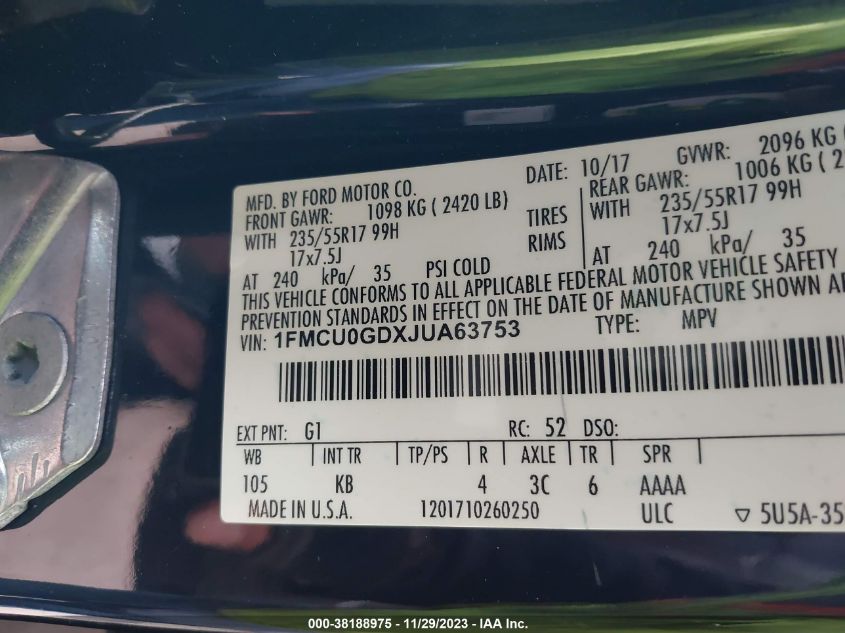 MFD. BY FORD MOTOR CO. DATE: 10/17 GVWR: 2096 KG (
FRONT GAWR: 1098 KG ( 2420 LB) REAR GAWR: 1006 KG ( 2
WITH 235/55R17 99H TIRES WITH 235/55R17 99H
17x7.5J RIMS 17x7.5J
AT 240 kPa/ 35 PSI COLD AT 240 kPa/ 35
THIS VEHICLE CONFORMS TO ALL APPLICABLE FEDERAL MOTOR VEHICLE SAFETY
PREVENTION STANDARDS IN EFFECT ON THE DATE OF MANUFACTURE SHOWN
VIN: 1FMCU0GDXJUA63753 TYPE: MPV
EXT PNT: G1 RC: 52 DSO:
WB INT TR TP/PS R AXLE TR SPR
105 KB 4 3C 6 AAAA
MADE IN U.S.A. 1201710260250 ULC ▽ 5U5A-35
000-38188975 - 11/29/2023 - IAA Inc.